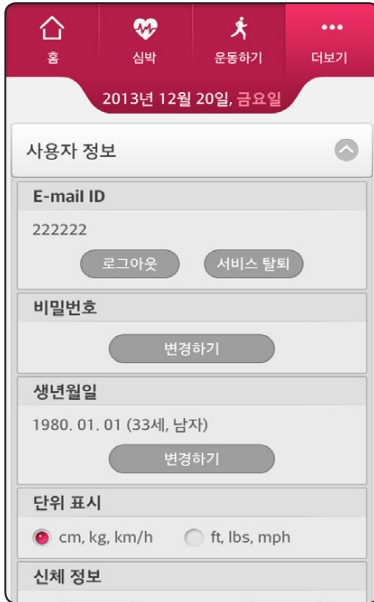 홈 심박 운동하기 더보기
2013년 12월 20일, 금요일
사용자 정보
E-mail ID
222222
로그아웃 서비스 탈퇴
비밀번호
변경하기
생년월일
1980. 01. 01 (33세, 남자)
변경하기
단위 표시
cm, kg, km/h ft, lbs, mph
신체 정보